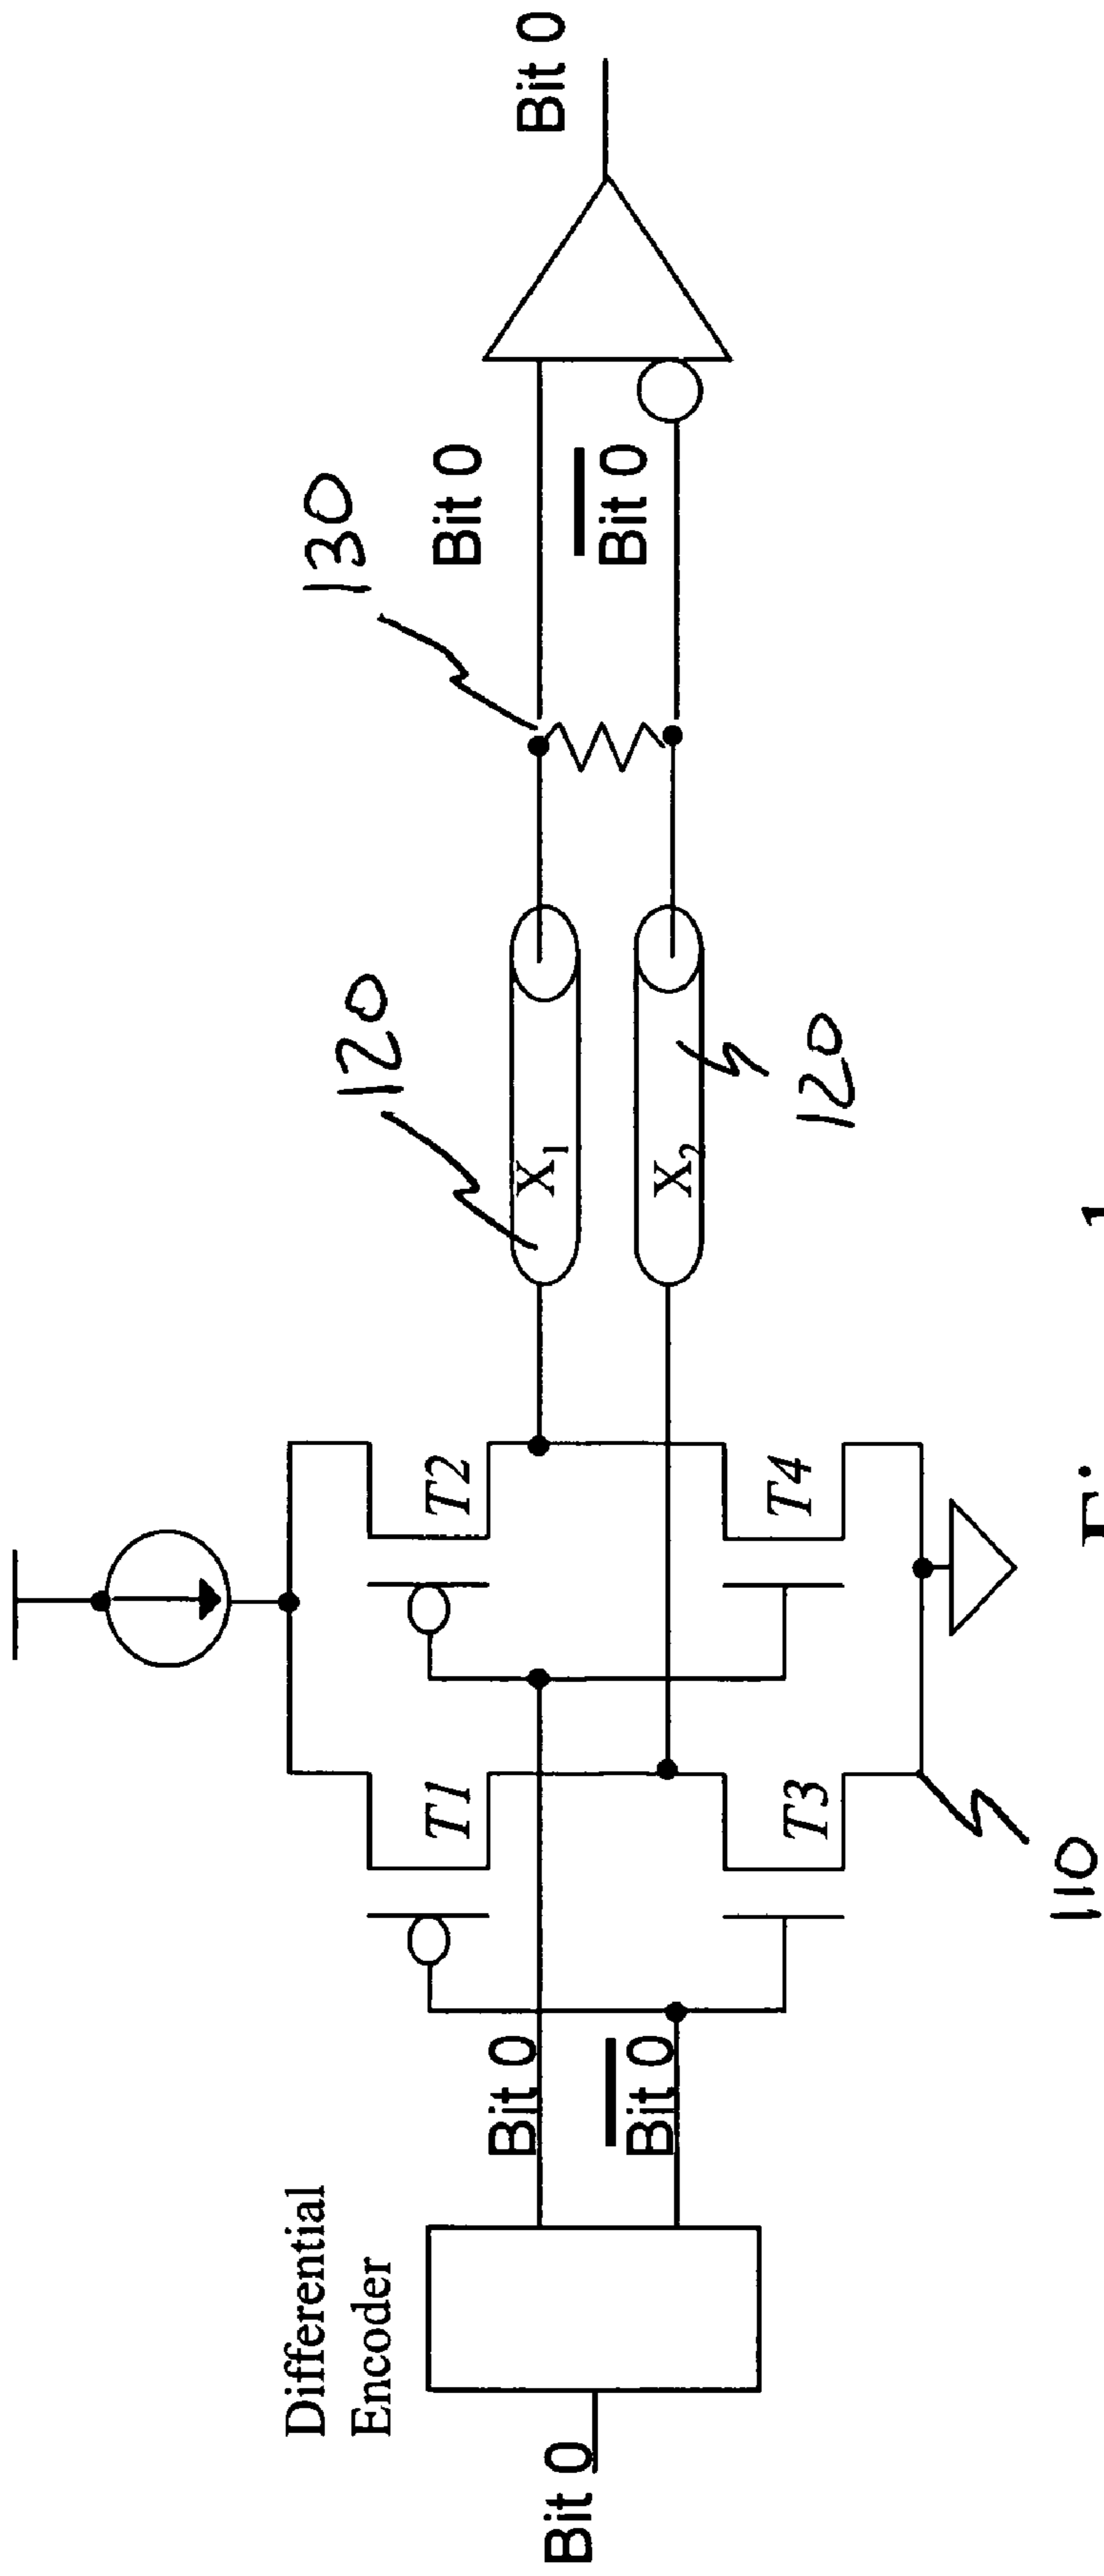 Differential
Encoder
Bit 0
Bit 0
Bit 0
T1
T2
T3
T4
110
X1
X2
120
120
130
Bit 0
Bit 0
Bit 0